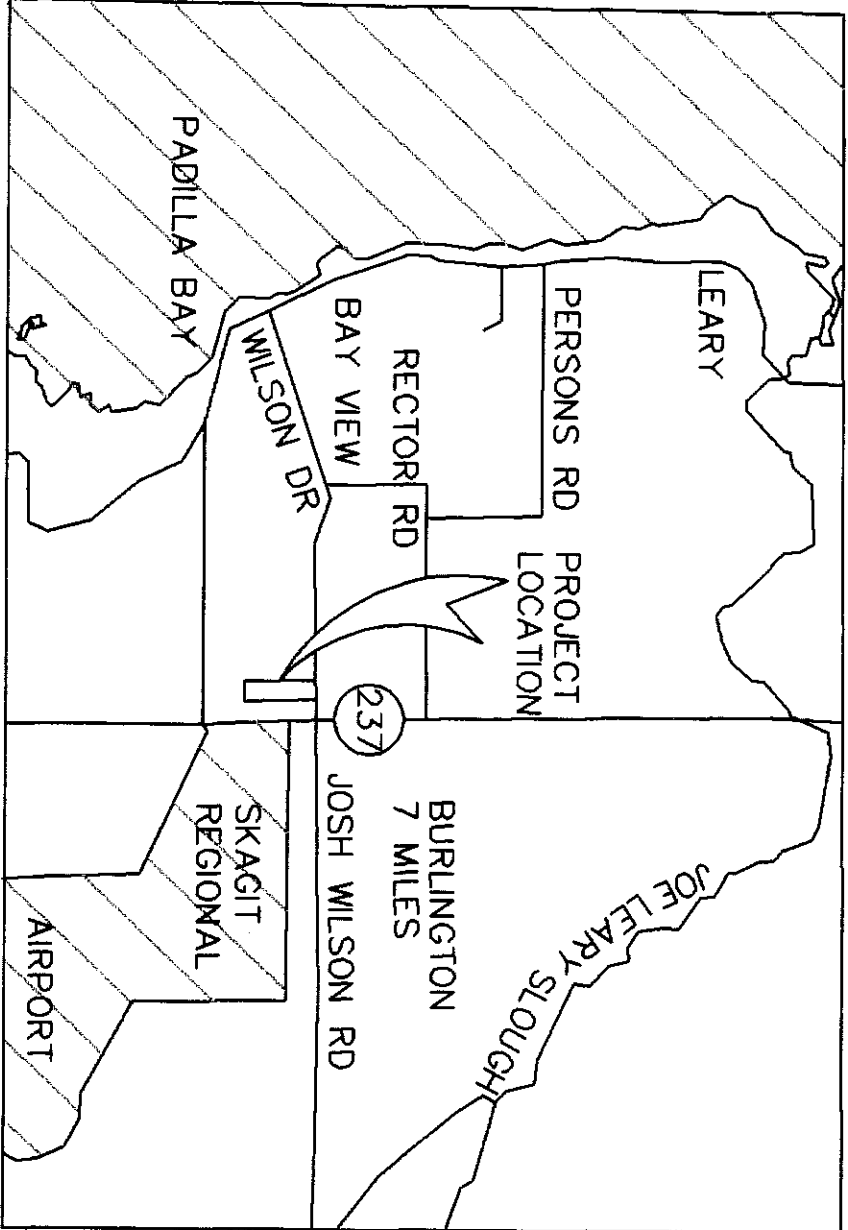 LEARY
JOE LEARY SLOUGH
PERSONS RD
PROJECT
LOCATION
RECTOR RD
BURLINGTON
7 MILES
BAY VIEW
237
JOSH WILSON RD
WILSON DR
PADILLA BAY
SKAGIT
REGIONAL
AIRPORT